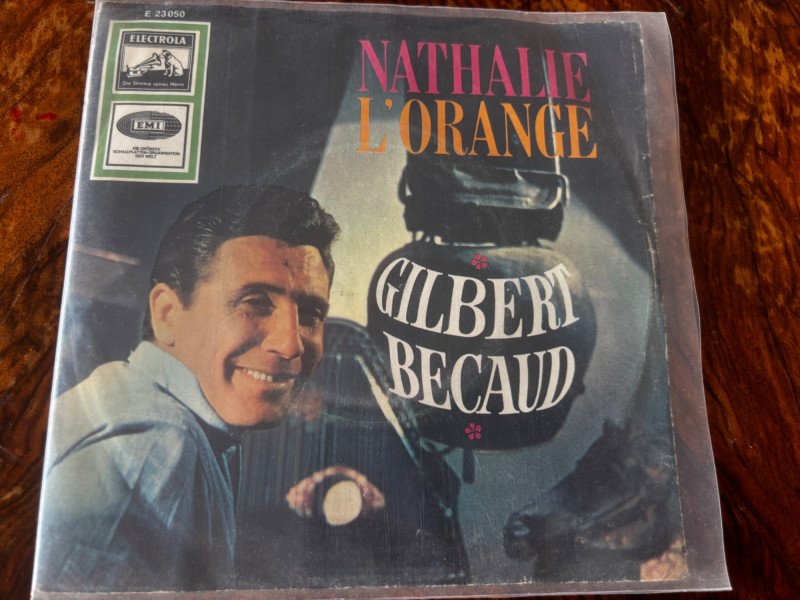 E 23050
ELECTROLA
Die Stimme seines Herrn
EMI
DIE GRÖSSTE
SCHALLPLATTEN-ORGANISATION
DER WELT
NATHALIE
L'ORANGE
GILBERT
BECAUD